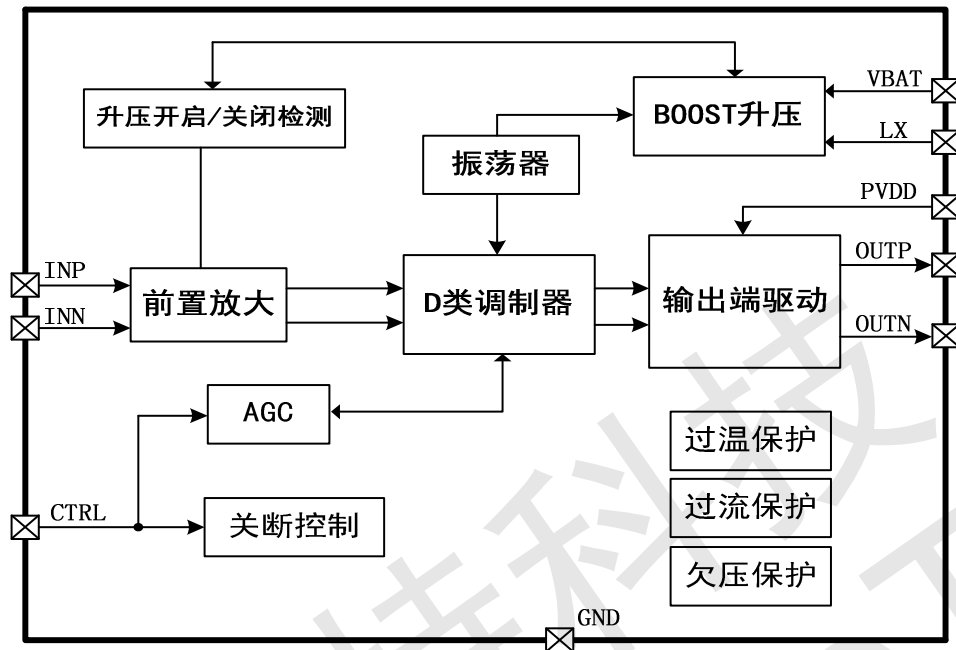 VBAT
升压开启/关闭检测
BOOST升压
LX
振荡器
PVDD
INP
OUTP
前置放大
D类调制器
输出端驱动
INN
OUTN
AGC
过温保护
CTRL
关断控制
过流保护
欠压保护
GND
科技